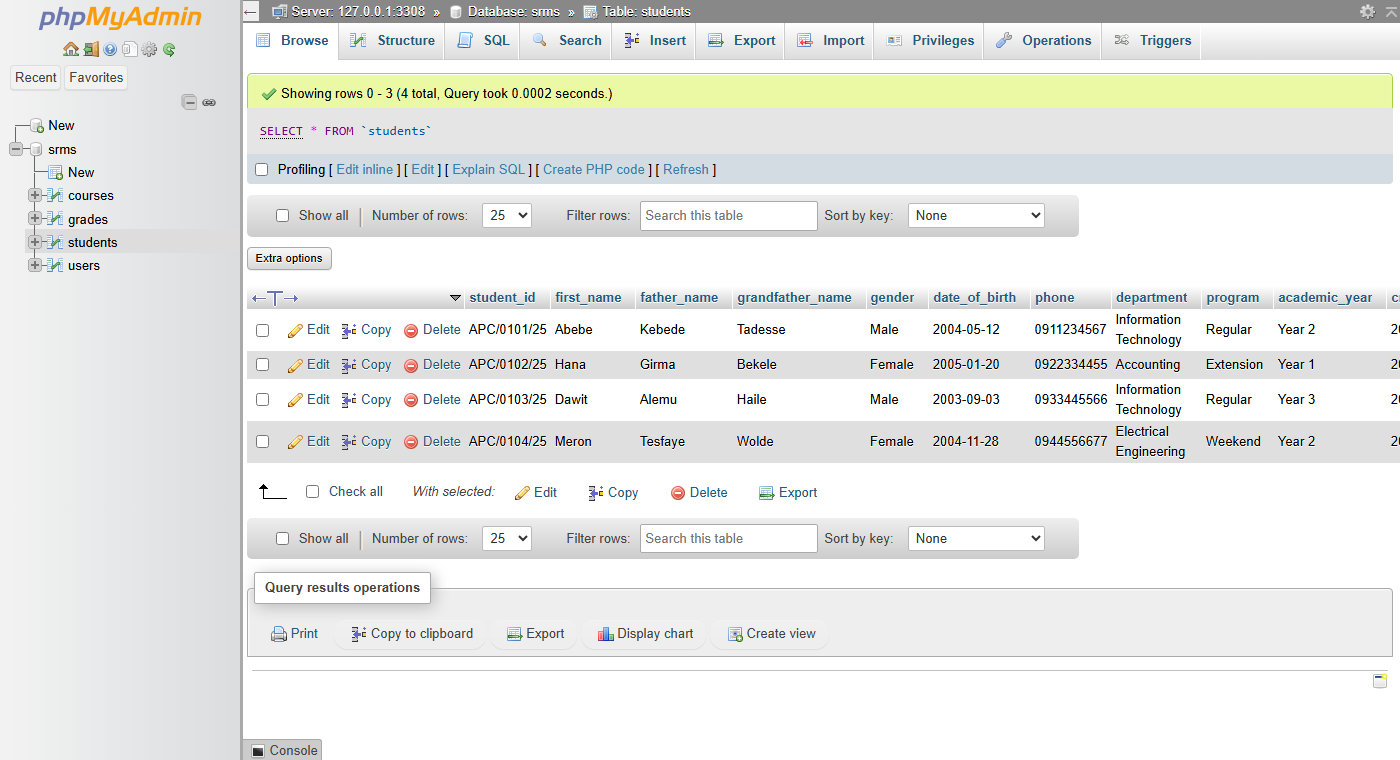 phpMyAdmin
Recent Favorites
New
srms
New
courses
grades
students
users
Server: 127.0.0.1:3308 » Database: srms » Table: students
Browse Structure SQL Search Insert Export Import Privileges Operations Triggers
Showing rows 0 - 3 (4 total, Query took 0.0002 seconds.)
SELECT * FROM `students`
Profiling [ Edit inline ] [ Edit ] [ Explain SQL ] [ Create PHP code ] [ Refresh ]
Show all Number of rows: 25 Filter rows: Search this table Sort by key: None
Extra options
student_id first_name father_name grandfather_name gender date_of_birth phone department program academic_year
Edit Copy Delete APC/0101/25 Abebe Kebede Tadesse Male 2004-05-12 0911234567 Information Technology Regular Year 2
Edit Copy Delete APC/0102/25 Hana Girma Bekele Female 2005-01-20 0922334455 Accounting Extension Year 1
Edit Copy Delete APC/0103/25 Dawit Alemu Haile Male 2003-09-03 0933445566 Information Technology Regular Year 3
Edit Copy Delete APC/0104/25 Meron Tesfaye Wolde Female 2004-11-28 0944556677 Electrical Engineering Weekend Year 2
Check all With selected: Edit Copy Delete Export
Show all Number of rows: 25 Filter rows: Search this table Sort by key: None
Query results operations
Print Copy to clipboard Export Display chart Create view
Console